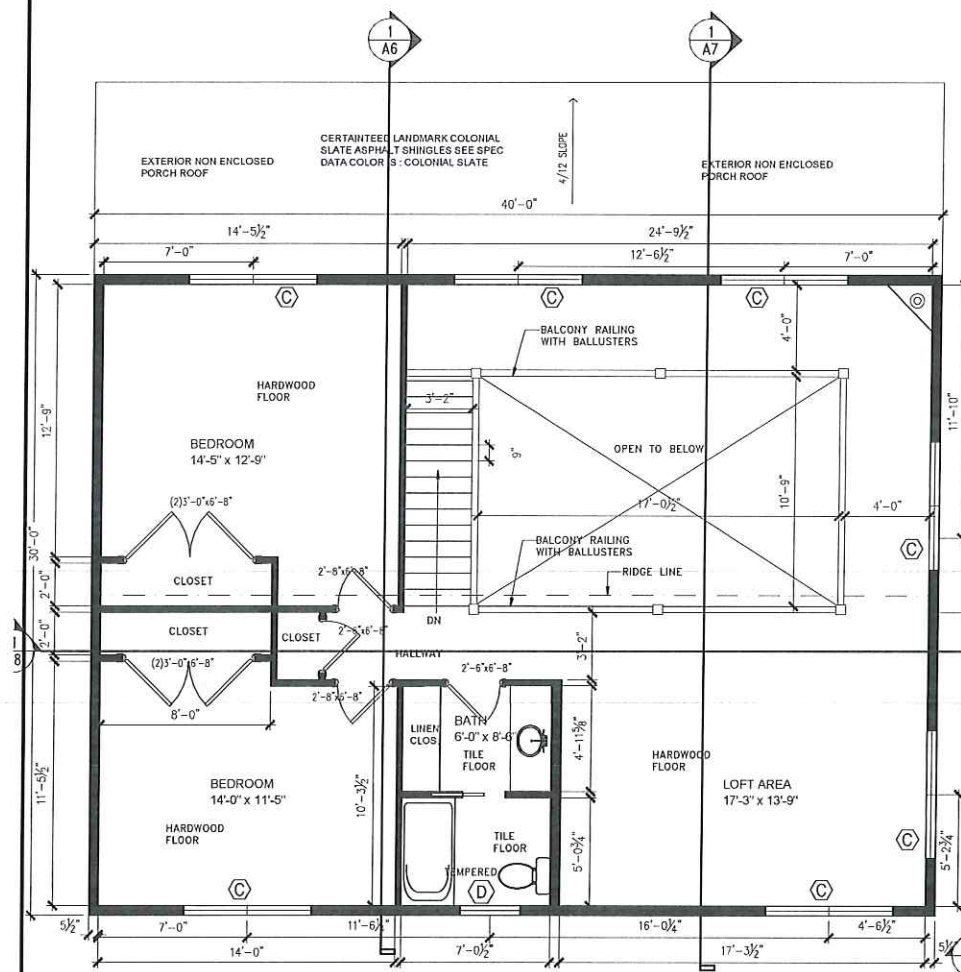 1
A6
1
A7
CERTAINTEED LANDMARK COLONIAL
SLATE ASPHALT SHINGLES SEE SPEC
DATA COLOR IS : COLONIAL SLATE
4/12 SLOPE
EXTERIOR NON ENCLOSED
PORCH ROOF
EXTERIOR NON ENCLOSED
PORCH ROOF
40'-0"
14'-5½"
24'-9½"
7'-0"
12'-6½"
7'-0"
C
C
C
4'-0"
BALCONY RAILING
WITH BALLUSTERS
HARDWOOD
FLOOR
3'-2"
12'-9"
11'-10"
BEDROOM
14'-5" x 12'-9"
9"
OPEN TO BELOW
10'-9"
(2)3'-0"x6'-8"
17'-0½"
4'-0"
30'-0"
BALCONY RAILING
WITH BALLUSTERS
C
2'-8"x6'-8"
RIDGE LINE
CLOSET
2'-0"
DN
CLOSET
CLOSET
2'-6"x6'-8"
2'-0"
1
8
HALLWAY
3'-2"
(2)3'-0"x6'-8"
2'-6"x6'-8"
2'-8"x6'-8"
8'-0"
LINEN
CLOS.
BATH
6'-0" x 8'-6"
TILE
FLOOR
4'-11⅝"
HARDWOOD
FLOOR
11'-5½"
BEDROOM
14'-0" x 11'-5"
10'-3½"
LOFT AREA
17'-3" x 13'-9"
HARDWOOD
FLOOR
TILE
FLOOR
5'-0¾"
5'-2¾"
C
TEMPERED
C
D
C
5½"
7'--0"
11'-6½"
16'-0¼"
4'-6½"
14'-0"
7'-0½"
17'-3½"